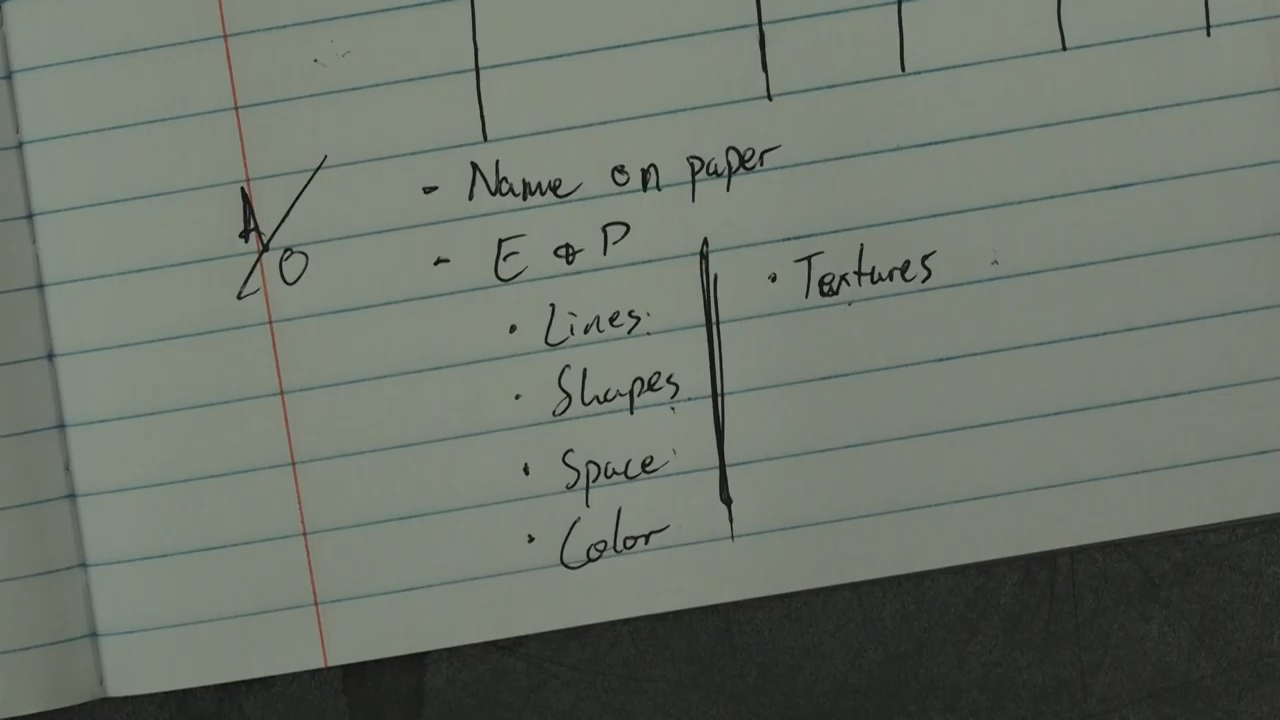 A/O
- Name on paper
- E & P
• Lines:
• Shapes
• Space
• Color
• Textures